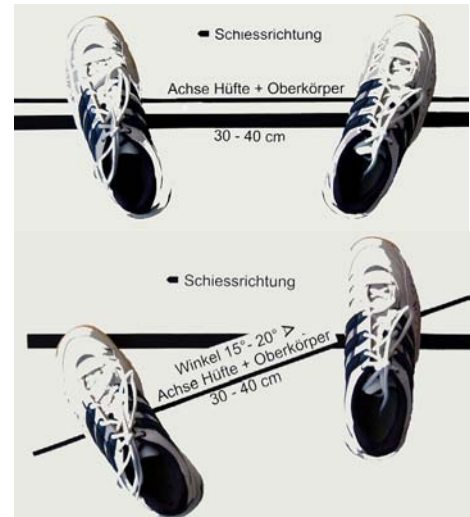 Schiessrichtung
Achse Hüfte + Oberkörper
30 - 40 cm
Schiessrichtung
Winkel 15°- 20°
Achse Hüfte + Oberkörper
30 - 40 cm